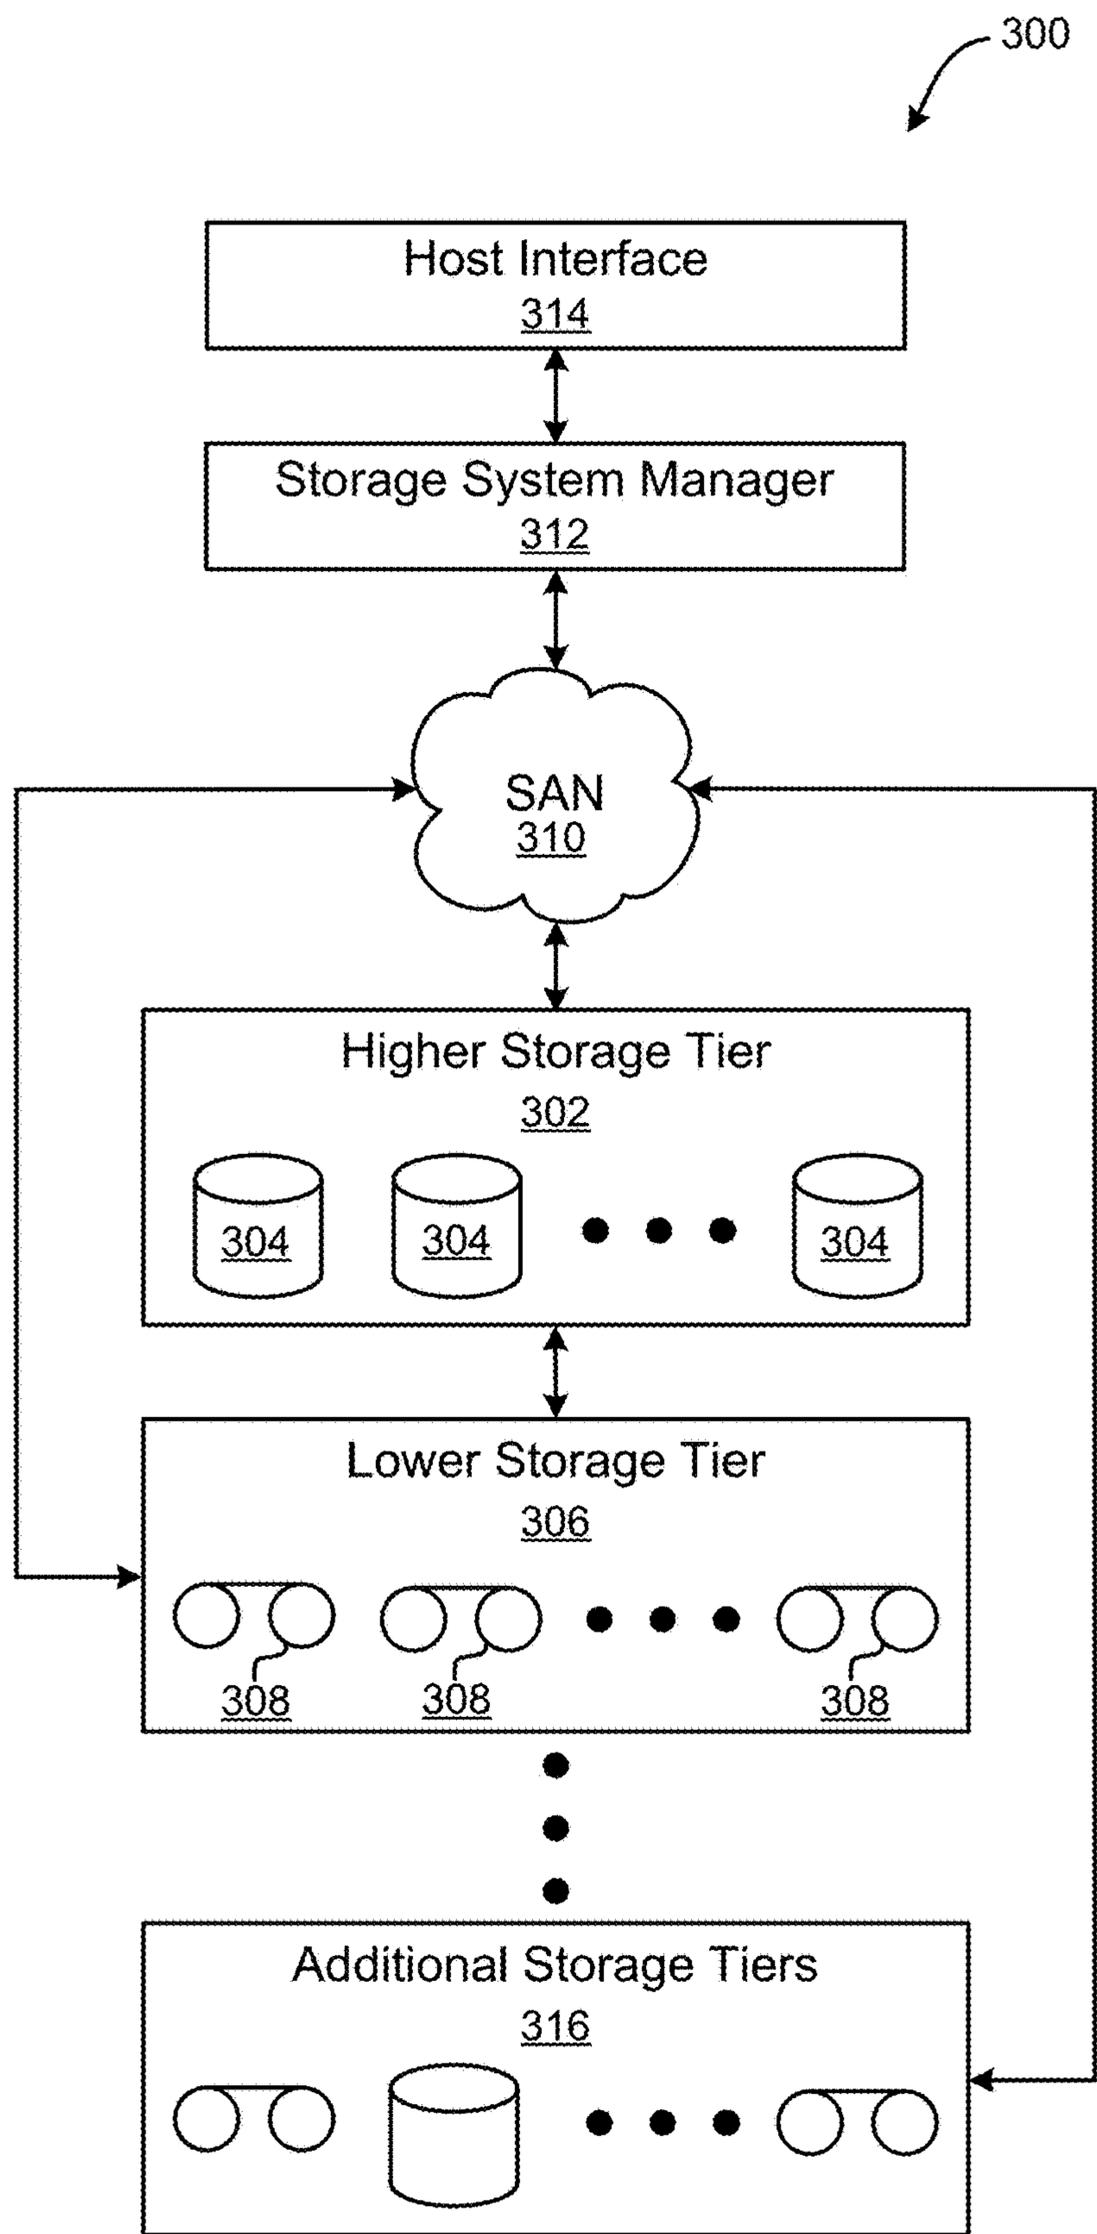 300
Host Interface
314
Storage System Manager
312
SAN
310
Higher Storage Tier
302
304 304 304
Lower Storage Tier
306
308 308 308
Additional Storage Tiers
316